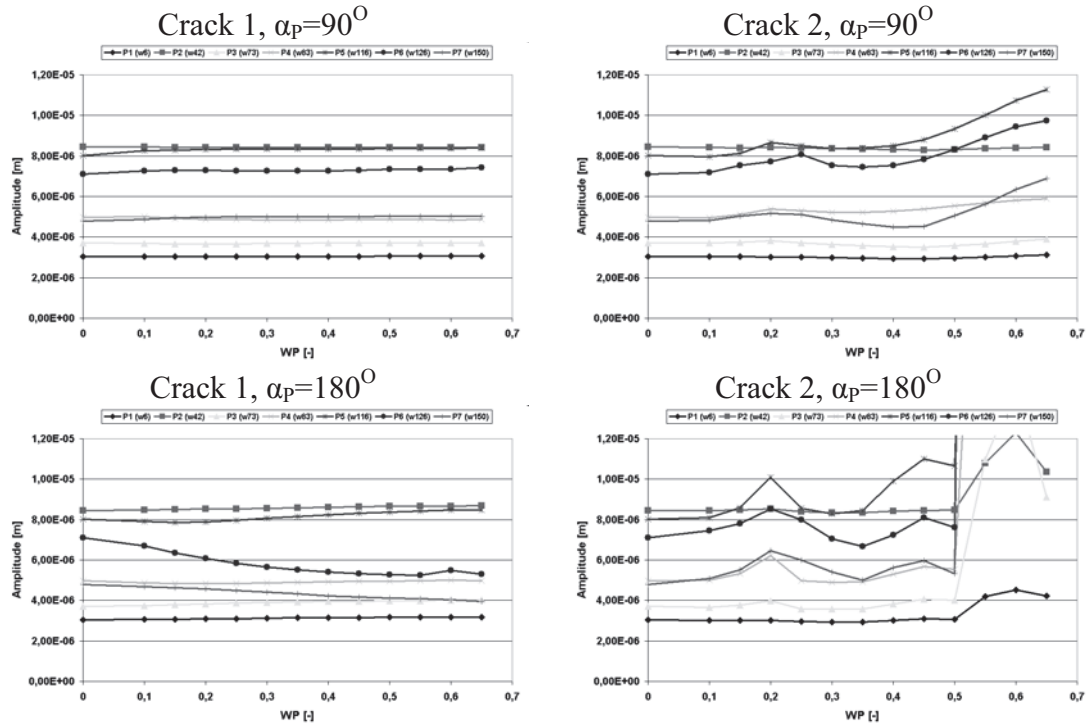 Crack 1, αP=90O
P1 (w6) P2 (w42) P3 (w73) P4 (w63) P5 (w116) P6 (w126) P7 (w150)
1,20E-05
1,00E-05
8,00E-06
6,00E-06
4,00E-06
2,00E-06
0,00E+00
Amplitude [m]
0 0,1 0,2 0,3 0,4 0,5 0,6 0,7
WP [-]
Crack 2, αP=90O
P1 (w6) P2 (w42) P3 (w73) P4 (w63) P5 (w116) P6 (w126) P7 (w150)
1,20E-05
1,00E-05
8,00E-06
6,00E-06
4,00E-06
2,00E-06
0,00E+00
Amplitude [m]
0 0,1 0,2 0,3 0,4 0,5 0,6 0,7
WP [-]
Crack 1, αP=180O
P1 (w6) P2 (w42) P3 (w73) P4 (w63) P5 (w116) P6 (w126) P7 (w150)
1,20E-05
1,00E-05
8,00E-06
6,00E-06
4,00E-06
2,00E-06
0,00E+00
Amplitude [m]
0 0,1 0,2 0,3 0,4 0,5 0,6 0,7
WP [-]
Crack 2, αP=180O
P1 (w6) P2 (w42) P3 (w73) P4 (w63) P5 (w116) P6 (w126) P7 (w150)
1,20E-05
1,00E-05
8,00E-06
6,00E-06
4,00E-06
2,00E-06
0,00E+00
Amplitude [m]
0 0,1 0,2 0,3 0,4 0,5 0,6 0,7
WP [-]